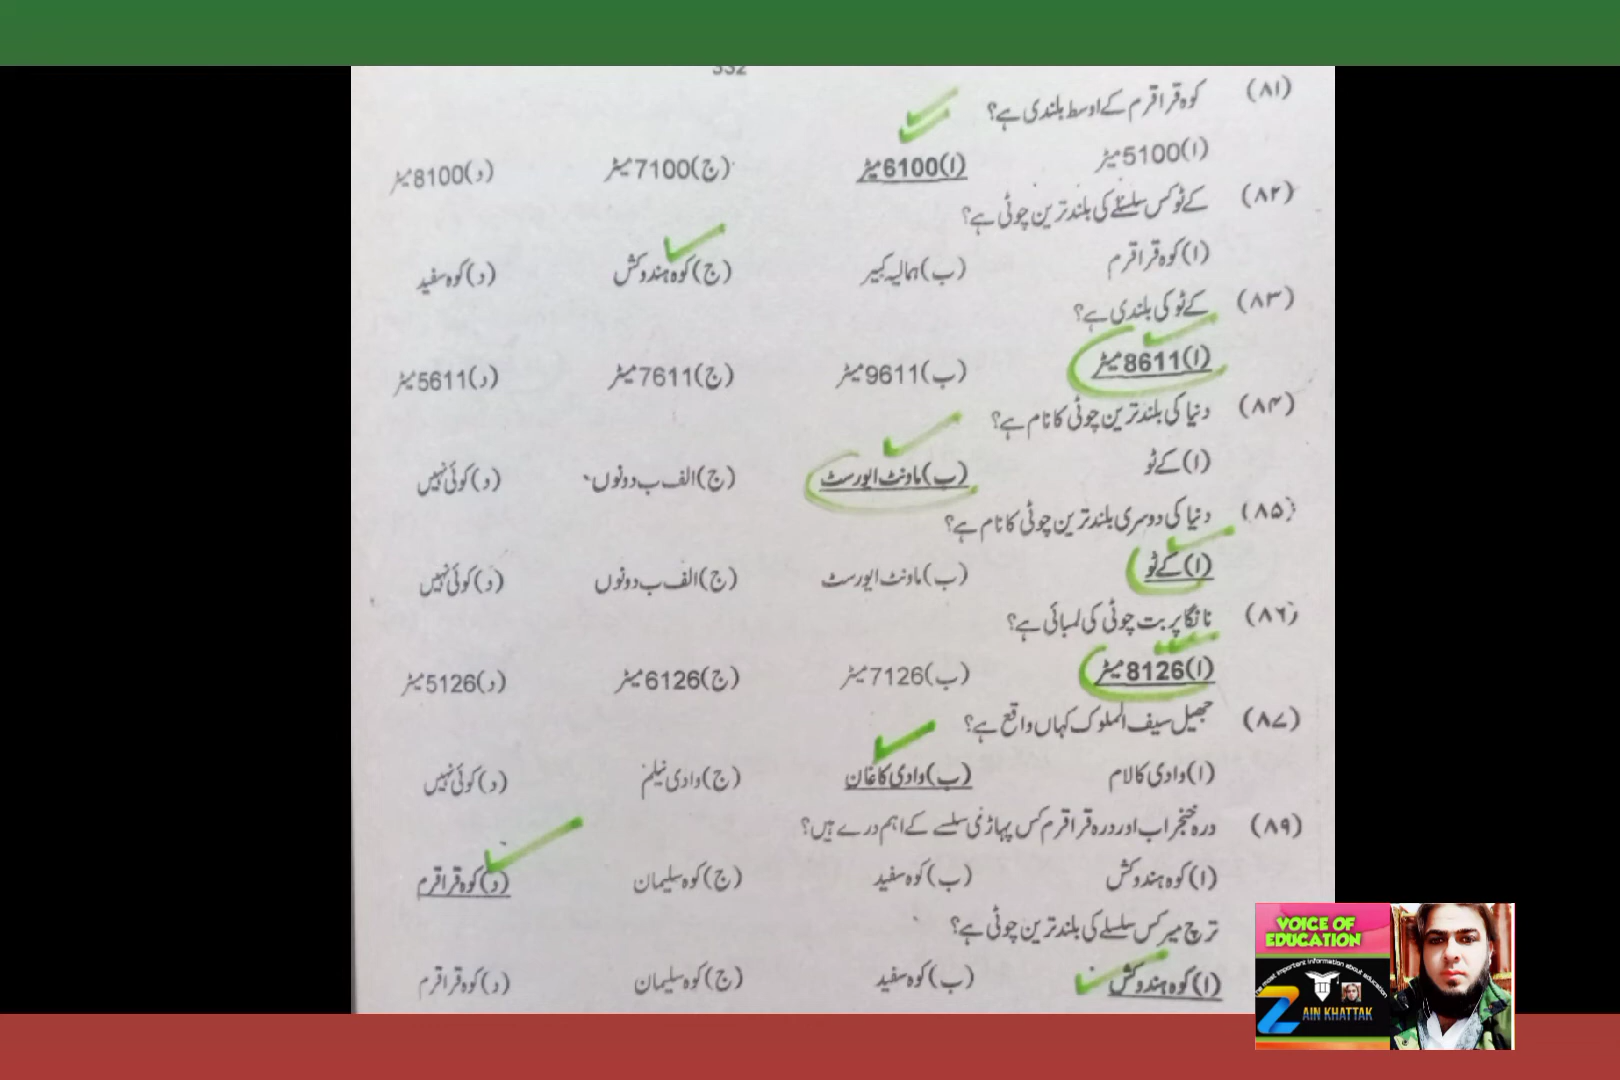 332
(۸۱) کوہ قراقرم کے اوسط بلندی ہے؟
(ا)5100میٹر (ا)6100میٹر (ج)7100میٹر (د)8100میٹر
(۸۲) کے ٹو کس سلسلے کی بلند ترین چوٹی ہے؟
(ا)کوہ قراقرم (ب)ہمالیہ کبیر (ج)کوہ ہندوکش (د)کوہ سفید
(۸۳) کے ٹو کی بلندی ہے؟
(ا)8611میٹر (ب)9611میٹر (ج)7611میٹر (د)5611میٹر
(۸۴) دنیا کی بلند ترین چوٹی کا نام ہے؟
(ا)کے ٹو (ب)ماونٹ ایورسٹ (ج)الف ب دونوں (د)کوئی نہیں
(۸۵) دنیا کی دوسری بلند ترین چوٹی کا نام ہے؟
(ا)کے ٹو (ب)ماونٹ ایورسٹ (ج)الف ب دونوں (د)کوئی نہیں
(۸۶) نانگا پربت چوٹی کی لمبائی ہے؟
(ا)8126میٹر (ب)7126میٹر (ج)6126میٹر (د)5126میٹر
(۸۷) جھیل سیف الملوک کہاں واقع ہے؟
(ا)وادی کالام (ب)وادی کاغان (ج)وادی نیلم (د)کوئی نہیں
(۸۹) درہ خنجراب اور درہ قراقرم کس پہاڑی سلسلے کے اہم درے ہیں؟
(ا)کوہ ہندوکش (ب)کوہ سفید (ج)کوہ سلیمان (د)کوہ قراقرم
ترچ میر کس سلسلے کی بلند ترین چوٹی ہے؟
(ا)کوہ ہندوکش (ب)کوہ سفید (ج)کوہ سلیمان (د)کوہ قراقرم
VOICE OF
EDUCATION
most important information about education
ZAIN KHATTAK